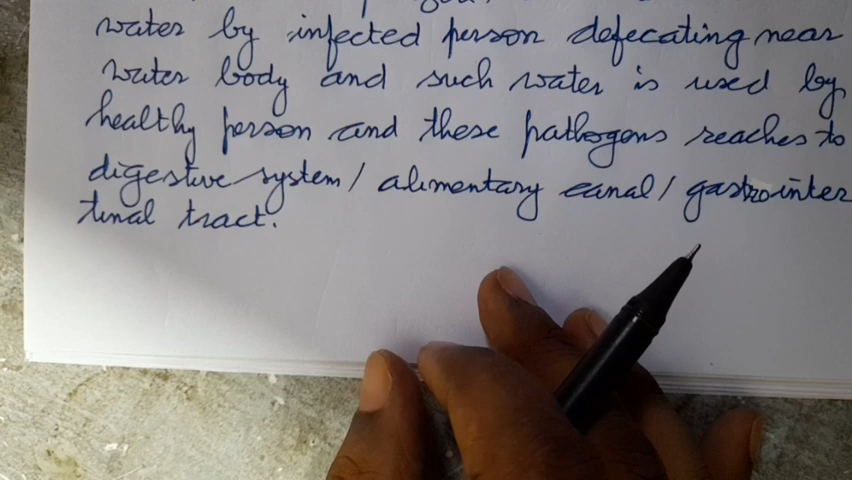 water by infected person defecating near
water body and such water is used by
healthy person and these pathogens reaches to
digestive system/ alimentary canal/ gastrointer
tinal tract.